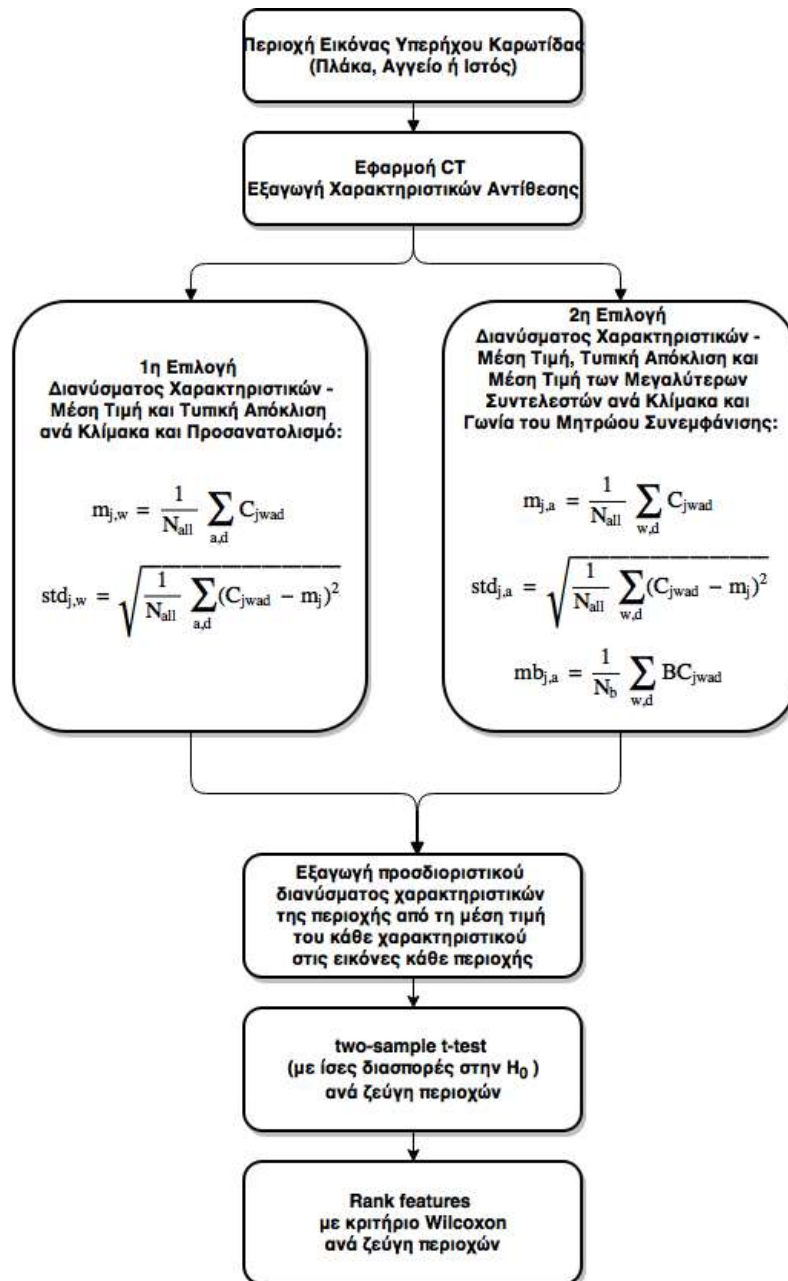 Περιοχή Εικόνας Υπερήχου Καρωτίδας
(Πλάκα, Αγγείο ή Ιστός)
Εφαρμοή CT
Εξαγωγή Χαρακτηριστικών Αντίθεσης
1η Επιλογή
Διανύσματος Χαρακτηριστικών -
Μέση Τιμή και Τυπική Απόκλιση
ανά Κλίμακα και Προσανατολισμό:
m_{j,w} = \frac{1}{N_{all}} \sum_{a,d} C_{jwad}
std_{j,w} = \sqrt{\frac{1}{N_{all}} \sum_{a,d} (C_{jwad} - m_j)^2}
2η Επιλογή
Διανύσματος Χαρακτηριστικών -
Μέση Τιμή, Τυπική Απόκλιση και
Μέση Τιμή των Μεγαλύτερων
Συντελεστών ανά Κλίμακα και
Γωνία του Μητρώου Συνεμφάνισης:
m_{j,a} = \frac{1}{N_{all}} \sum_{w,d} C_{jwad}
std_{j,a} = \sqrt{\frac{1}{N_{all}} \sum_{w,d} (C_{jwad} - m_j)^2}
mb_{j,a} = \frac{1}{N_b} \sum_{w,d} BC_{jwad}
Εξαγωγή προσδιοριστικού
διανύσματος χαρακτηριστικών
της περιοχής από τη μέση τιμή
του κάθε χαρακτηριστικού
στις εικόνες κάθε περιοχής
two-sample t-test
(με ίσες διασπορές στην H₀ )
ανά ζεύγη περιοχών
Rank features
με κριτήριο Wilcoxon
ανά ζεύγη περιοχών